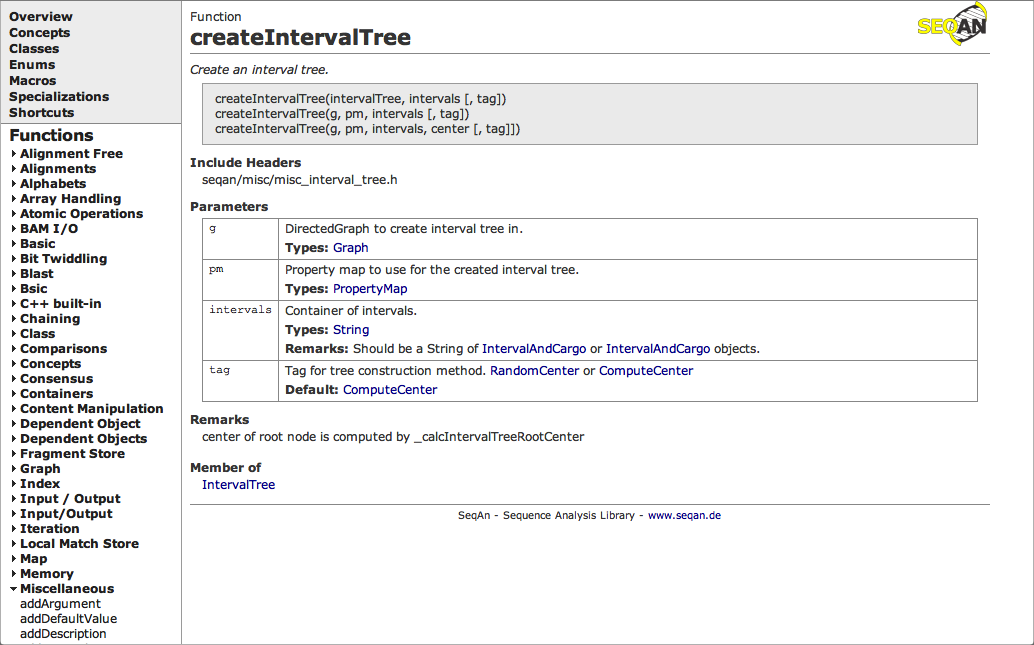 Overview
Concepts
Classes
Enums
Macros
Specializations
Shortcuts
Functions
Alignment Free
Alignments
Alphabets
Array Handling
Atomic Operations
BAM I/O
Basic
Bit Twiddling
Blast
Bsic
C++ built-in
Chaining
Class
Comparisons
Concepts
Consensus
Containers
Content Manipulation
Dependent Object
Dependent Objects
Fragment Store
Graph
Index
Input / Output
Input/Output
Iteration
Local Match Store
Map
Memory
Miscellaneous
addArgument
addDefaultValue
addDescription
Function
SEQAN
createIntervalTree
Create an interval tree.
createIntervalTree(intervalTree, intervals [, tag])
createIntervalTree(g, pm, intervals [, tag])
createIntervalTree(g, pm, intervals, center [, tag]])
Include Headers
seqan/misc/misc_interval_tree.h
Parameters
g DirectedGraph to create interval tree in.
Types: Graph
pm Property map to use for the created interval tree.
Types: PropertyMap
intervals Container of intervals.
Types: String
Remarks: Should be a String of IntervalAndCargo or IntervalAndCargo objects.
tag Tag for tree construction method. RandomCenter or ComputeCenter
Default: ComputeCenter
Remarks
center of root node is computed by _calcIntervalTreeRootCenter
Member of
IntervalTree
SeqAn - Sequence Analysis Library - www.seqan.de